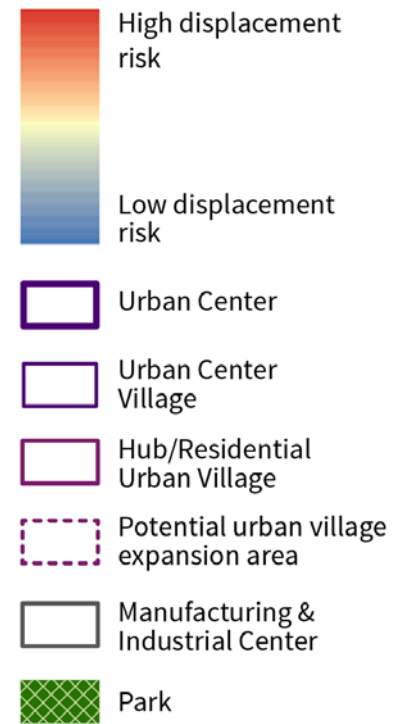 High displacement
risk
Low displacement
risk
Urban Center
Urban Center
Village
Hub/Residential
Urban Village
Potential urban village
expansion area
Manufacturing &
Industrial Center
Park